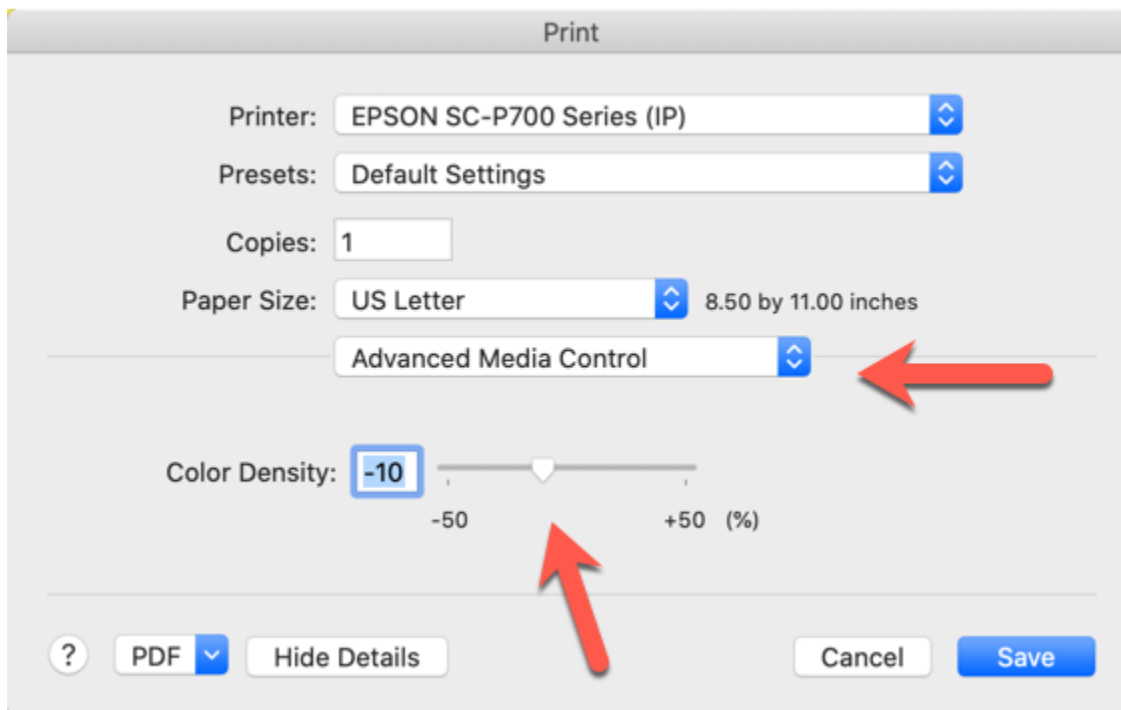 Print
Printer: EPSON SC-P700 Series (IP)
Presets: Default Settings
Copies: 1
Paper Size: US Letter 8.50 by 11.00 inches
Advanced Media Control
Color Density: -10
-50 +50 (%)
? PDF Hide Details Cancel Save